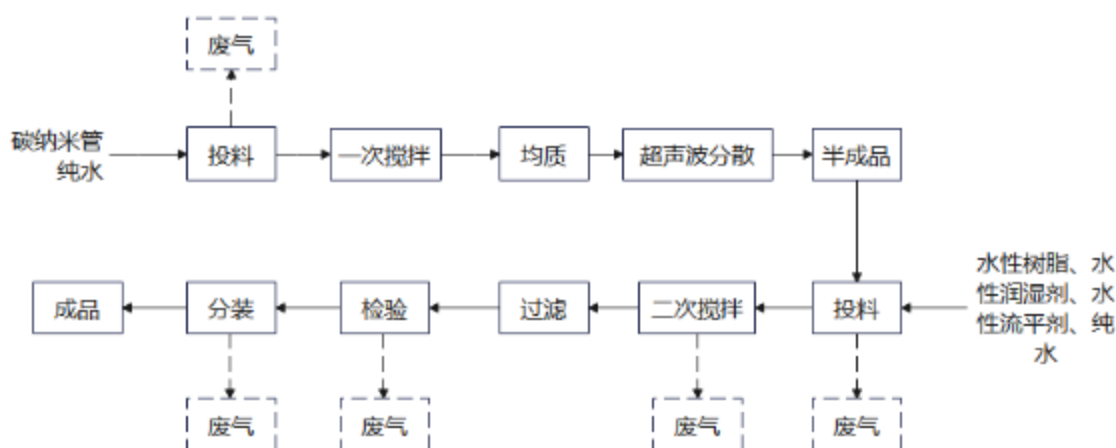 废气
碳纳米管
纯水
投料
一次搅拌
均质
超声波分散
半成品
水性树脂、水
性润湿剂、水
性流平剂、纯
水
成品
分装
检验
过滤
二次搅拌
投料
废气
废气
废气
废气